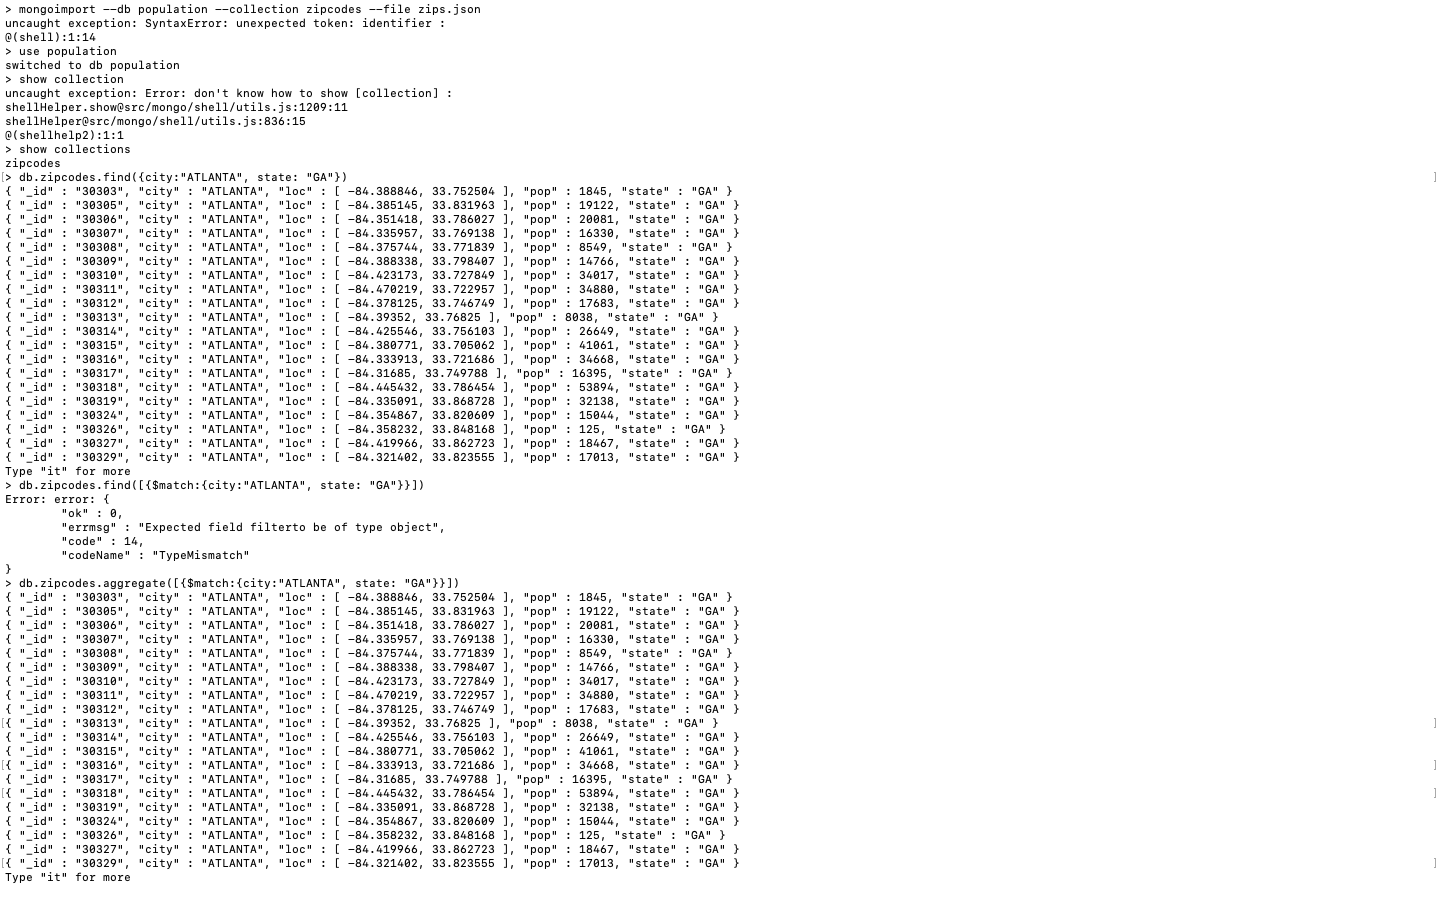 > mongoimport --db population --collection zipcodes --file zips.json
uncaught exception: SyntaxError: unexpected token: identifier :
@(shell):1:14
> use population
switched to db population
> show collection
uncaught exception: Error: don't know how to show [collection] :
shellHelper.show@src/mongo/shell/utils.js:1209:11
shellHelper@src/mongo/shell/utils.js:836:15
@(shellhelp2):1:1
> show collections
zipcodes
[> db.zipcodes.find({city:"ATLANTA", state: "GA"}) ]
{ "_id" : "30303", "city" : "ATLANTA", "loc" : [ -84.388846, 33.752504 ], "pop" : 1845, "state" : "GA" }
{ "_id" : "30305", "city" : "ATLANTA", "loc" : [ -84.385145, 33.831963 ], "pop" : 19122, "state" : "GA" }
{ "_id" : "30306", "city" : "ATLANTA", "loc" : [ -84.351418, 33.786027 ], "pop" : 20081, "state" : "GA" }
{ "_id" : "30307", "city" : "ATLANTA", "loc" : [ -84.335957, 33.769138 ], "pop" : 16330, "state" : "GA" }
{ "_id" : "30308", "city" : "ATLANTA", "loc" : [ -84.375744, 33.771839 ], "pop" : 8549, "state" : "GA" }
{ "_id" : "30309", "city" : "ATLANTA", "loc" : [ -84.388338, 33.798407 ], "pop" : 14766, "state" : "GA" }
{ "_id" : "30310", "city" : "ATLANTA", "loc" : [ -84.423173, 33.727849 ], "pop" : 34017, "state" : "GA" }
{ "_id" : "30311", "city" : "ATLANTA", "loc" : [ -84.470219, 33.722957 ], "pop" : 34880, "state" : "GA" }
{ "_id" : "30312", "city" : "ATLANTA", "loc" : [ -84.378125, 33.746749 ], "pop" : 17683, "state" : "GA" }
{ "_id" : "30313", "city" : "ATLANTA", "loc" : [ -84.39352, 33.76825 ], "pop" : 8038, "state" : "GA" }
{ "_id" : "30314", "city" : "ATLANTA", "loc" : [ -84.425546, 33.756103 ], "pop" : 26649, "state" : "GA" }
{ "_id" : "30315", "city" : "ATLANTA", "loc" : [ -84.380771, 33.705062 ], "pop" : 41061, "state" : "GA" }
{ "_id" : "30316", "city" : "ATLANTA", "loc" : [ -84.333913, 33.721686 ], "pop" : 34668, "state" : "GA" }
{ "_id" : "30317", "city" : "ATLANTA", "loc" : [ -84.31685, 33.749788 ], "pop" : 16395, "state" : "GA" }
{ "_id" : "30318", "city" : "ATLANTA", "loc" : [ -84.445432, 33.786454 ], "pop" : 53894, "state" : "GA" }
{ "_id" : "30319", "city" : "ATLANTA", "loc" : [ -84.335091, 33.868728 ], "pop" : 32138, "state" : "GA" }
{ "_id" : "30324", "city" : "ATLANTA", "loc" : [ -84.354867, 33.820609 ], "pop" : 15044, "state" : "GA" }
{ "_id" : "30326", "city" : "ATLANTA", "loc" : [ -84.358232, 33.848168 ], "pop" : 125, "state" : "GA" }
{ "_id" : "30327", "city" : "ATLANTA", "loc" : [ -84.419966, 33.862723 ], "pop" : 18467, "state" : "GA" }
{ "_id" : "30329", "city" : "ATLANTA", "loc" : [ -84.321402, 33.823555 ], "pop" : 17013, "state" : "GA" }
Type "it" for more
> db.zipcodes.find([{$match:{city:"ATLANTA", state: "GA"}}])
Error: error: {
"ok" : 0,
"errmsg" : "Expected field filterto be of type object",
"code" : 14,
"codeName" : "TypeMismatch"
}
> db.zipcodes.aggregate([{$match:{city:"ATLANTA", state: "GA"}}])
{ "_id" : "30303", "city" : "ATLANTA", "loc" : [ -84.388846, 33.752504 ], "pop" : 1845, "state" : "GA" }
{ "_id" : "30305", "city" : "ATLANTA", "loc" : [ -84.385145, 33.831963 ], "pop" : 19122, "state" : "GA" }
{ "_id" : "30306", "city" : "ATLANTA", "loc" : [ -84.351418, 33.786027 ], "pop" : 20081, "state" : "GA" }
{ "_id" : "30307", "city" : "ATLANTA", "loc" : [ -84.335957, 33.769138 ], "pop" : 16330, "state" : "GA" }
{ "_id" : "30308", "city" : "ATLANTA", "loc" : [ -84.375744, 33.771839 ], "pop" : 8549, "state" : "GA" }
{ "_id" : "30309", "city" : "ATLANTA", "loc" : [ -84.388338, 33.798407 ], "pop" : 14766, "state" : "GA" }
{ "_id" : "30310", "city" : "ATLANTA", "loc" : [ -84.423173, 33.727849 ], "pop" : 34017, "state" : "GA" }
{ "_id" : "30311", "city" : "ATLANTA", "loc" : [ -84.470219, 33.722957 ], "pop" : 34880, "state" : "GA" }
{ "_id" : "30312", "city" : "ATLANTA", "loc" : [ -84.378125, 33.746749 ], "pop" : 17683, "state" : "GA" }
[{ "_id" : "30313", "city" : "ATLANTA", "loc" : [ -84.39352, 33.76825 ], "pop" : 8038, "state" : "GA" } ]
{ "_id" : "30314", "city" : "ATLANTA", "loc" : [ -84.425546, 33.756103 ], "pop" : 26649, "state" : "GA" }
{ "_id" : "30315", "city" : "ATLANTA", "loc" : [ -84.380771, 33.705062 ], "pop" : 41061, "state" : "GA" }
[{ "_id" : "30316", "city" : "ATLANTA", "loc" : [ -84.333913, 33.721686 ], "pop" : 34668, "state" : "GA" } ]
{ "_id" : "30317", "city" : "ATLANTA", "loc" : [ -84.31685, 33.749788 ], "pop" : 16395, "state" : "GA" }
[{ "_id" : "30318", "city" : "ATLANTA", "loc" : [ -84.445432, 33.786454 ], "pop" : 53894, "state" : "GA" } ]
{ "_id" : "30319", "city" : "ATLANTA", "loc" : [ -84.335091, 33.868728 ], "pop" : 32138, "state" : "GA" }
{ "_id" : "30324", "city" : "ATLANTA", "loc" : [ -84.354867, 33.820609 ], "pop" : 15044, "state" : "GA" }
{ "_id" : "30326", "city" : "ATLANTA", "loc" : [ -84.358232, 33.848168 ], "pop" : 125, "state" : "GA" }
{ "_id" : "30327", "city" : "ATLANTA", "loc" : [ -84.419966, 33.862723 ], "pop" : 18467, "state" : "GA" }
[{ "_id" : "30329", "city" : "ATLANTA", "loc" : [ -84.321402, 33.823555 ], "pop" : 17013, "state" : "GA" } ]
Type "it" for more